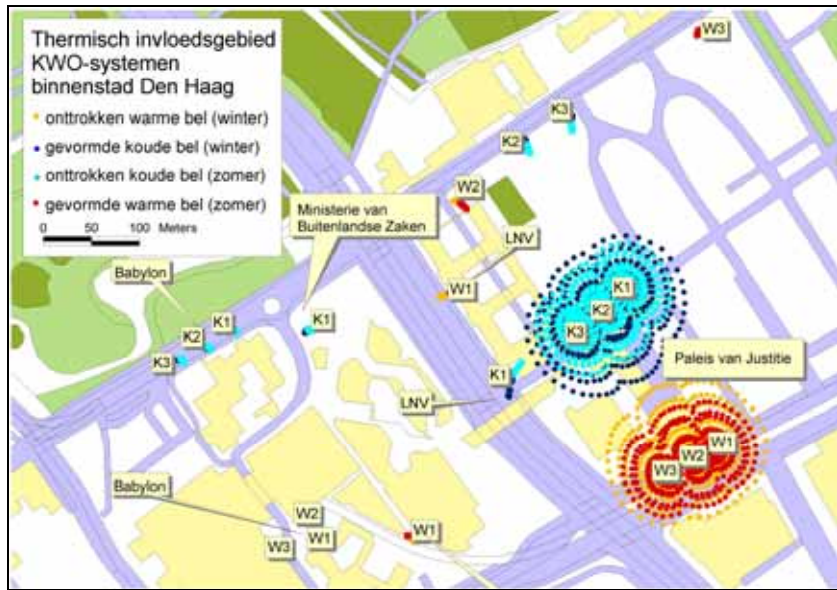 Thermisch invloedsgebied
KWO-systemen
binnenstad Den Haag
onttrokken warme bel (winter)
gevormde koude bel (winter)
onttrokken koude bel (zomer)
gevormde warme bel (zomer)
0 50 100 Meters
W3
K3
K2
W2
Ministerie van
Buitenlandse Zaken
LNV
Babylon
W1
K1
K2
K3
K1
K2
K3
K1
K1
Paleis van Justitie
LNV
W1
W2
W3
Babylon
W2
W1
W3
W1